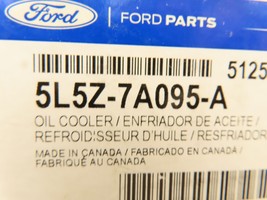 Ford
FORD PARTS
5125
5L5Z-7A095-A
OIL COOLER / ENFRIADOR DE ACEITE /
REFROIDISSEUR D'HUILE / RESFRIADOR
MADE IN CANADA / FABRICADO EN CANADA /
FABRIQUÉ AU CANADA